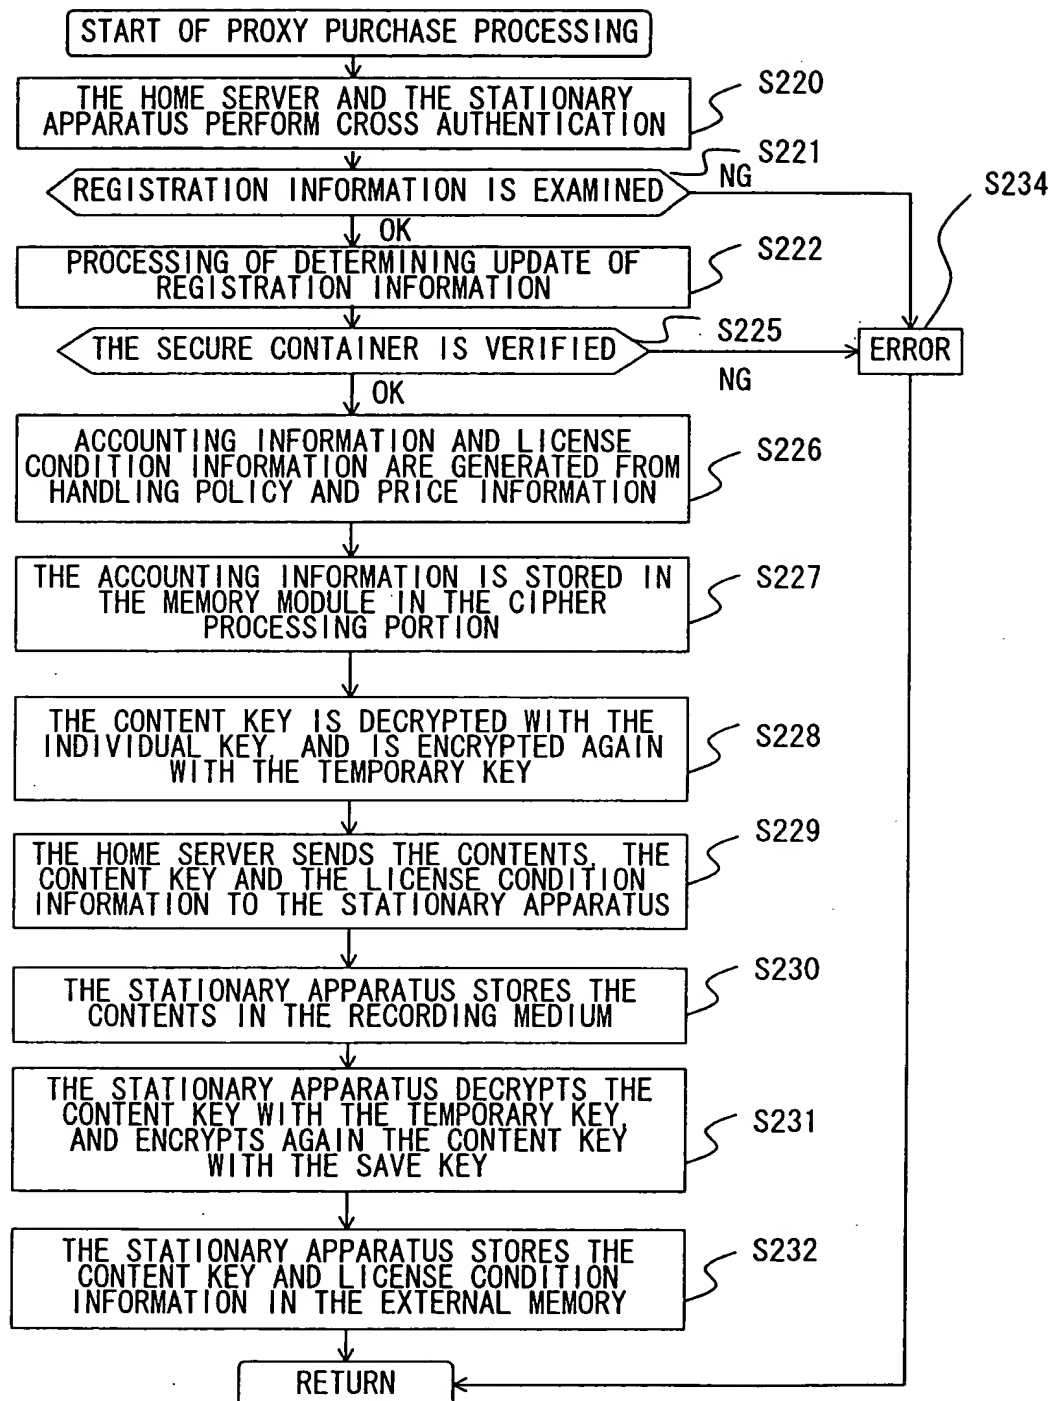 START OF PROXY PURCHASE PROCESSING
THE HOME SERVER AND THE STATIONARY
APPARATUS PERFORM CROSS AUTHENTICATION
S220
REGISTRATION INFORMATION IS EXAMINED
S221
NG
S234
OK
PROCESSING OF DETERMINING UPDATE OF
REGISTRATION INFORMATION
S222
THE SECURE CONTAINER IS VERIFIED
S225
NG
ERROR
OK
ACCOUNTING INFORMATION AND LICENSE
CONDITION INFORMATION ARE GENERATED FROM
HANDLING POLICY AND PRICE INFORMATION
S226
THE ACCOUNTING INFORMATION IS STORED IN
THE MEMORY MODULE IN THE CIPHER
PROCESSING PORTION
S227
THE CONTENT KEY IS DECRYPTED WITH THE
INDIVIDUAL KEY, AND IS ENCRYPTED AGAIN
WITH THE TEMPORARY KEY
S228
THE HOME SERVER SENDS THE CONTENTS, THE
CONTENT KEY AND THE LICENSE CONDITION
INFORMATION TO THE STATIONARY APPARATUS
S229
THE STATIONARY APPARATUS STORES THE
CONTENTS IN THE RECORDING MEDIUM
S230
THE STATIONARY APPARATUS DECRYPTS THE
CONTENT KEY WITH THE TEMPORARY KEY,
AND ENCRYPTS AGAIN THE CONTENT KEY
WITH THE SAVE KEY
S231
THE STATIONARY APPARATUS STORES THE
CONTENT KEY AND LICENSE CONDITION
INFORMATION IN THE EXTERNAL MEMORY
S232
RETURN